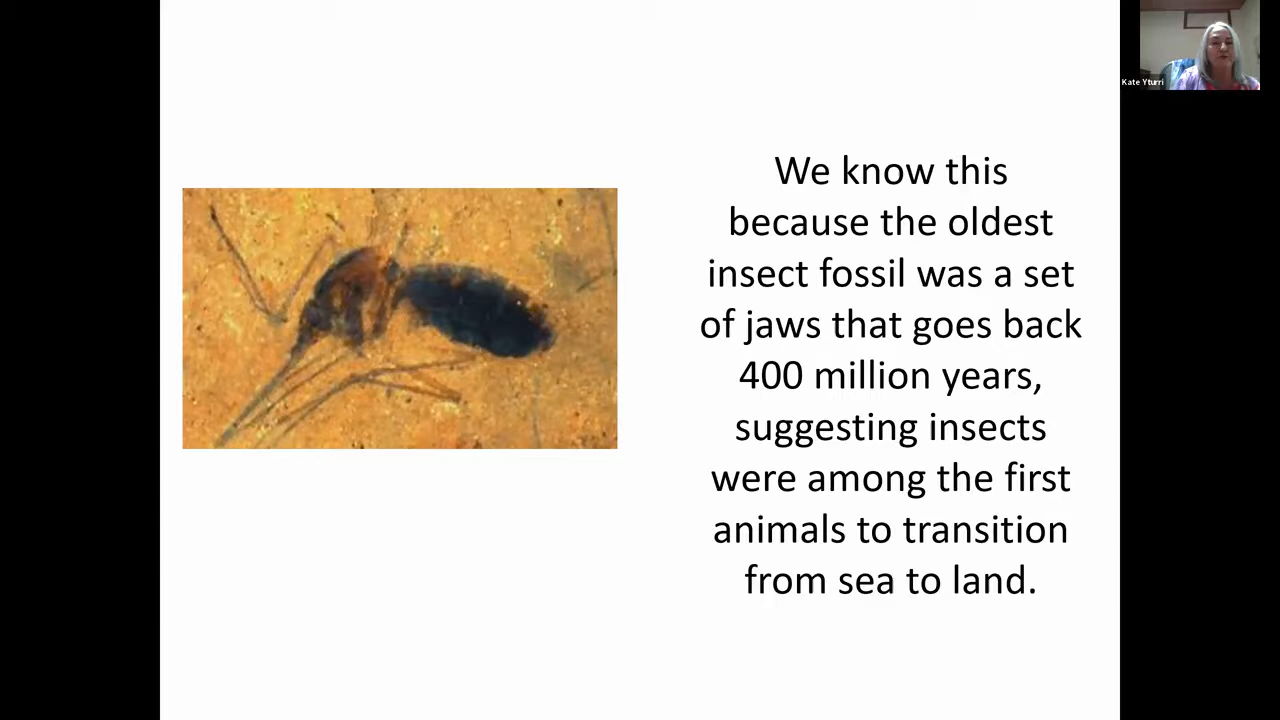 Kate Yturri
We know this
because the oldest
insect fossil was a set
of jaws that goes back
400 million years,
suggesting insects
were among the first
animals to transition
from sea to land.